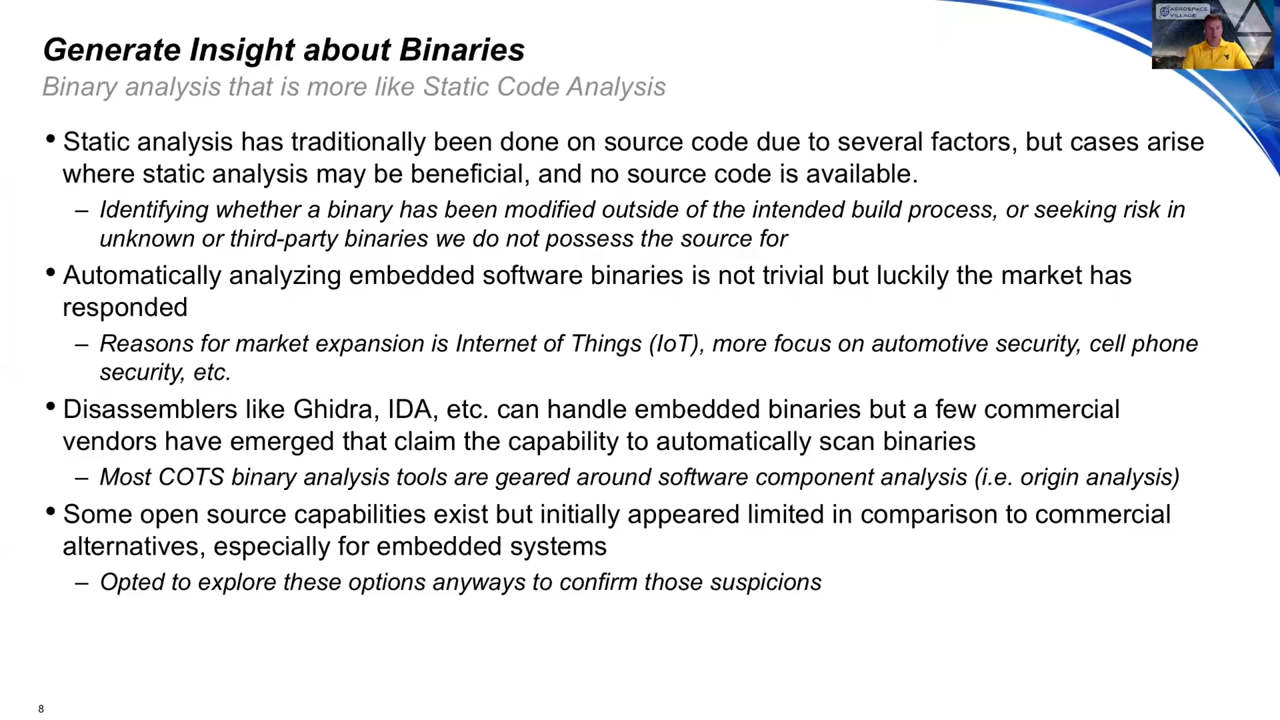 Generate Insight about Binaries
Binary analysis that is more like Static Code Analysis
AEROSPACE
VILLAGE
• Static analysis has traditionally been done on source code due to several factors, but cases arise
where static analysis may be beneficial, and no source code is available.
– Identifying whether a binary has been modified outside of the intended build process, or seeking risk in
unknown or third-party binaries we do not possess the source for
• Automatically analyzing embedded software binaries is not trivial but luckily the market has
responded
– Reasons for market expansion is Internet of Things (IoT), more focus on automotive security, cell phone
security, etc.
• Disassemblers like Ghidra, IDA, etc. can handle embedded binaries but a few commercial
vendors have emerged that claim the capability to automatically scan binaries
– Most COTS binary analysis tools are geared around software component analysis (i.e. origin analysis)
• Some open source capabilities exist but initially appeared limited in comparison to commercial
alternatives, especially for embedded systems
– Opted to explore these options anyways to confirm those suspicions
8